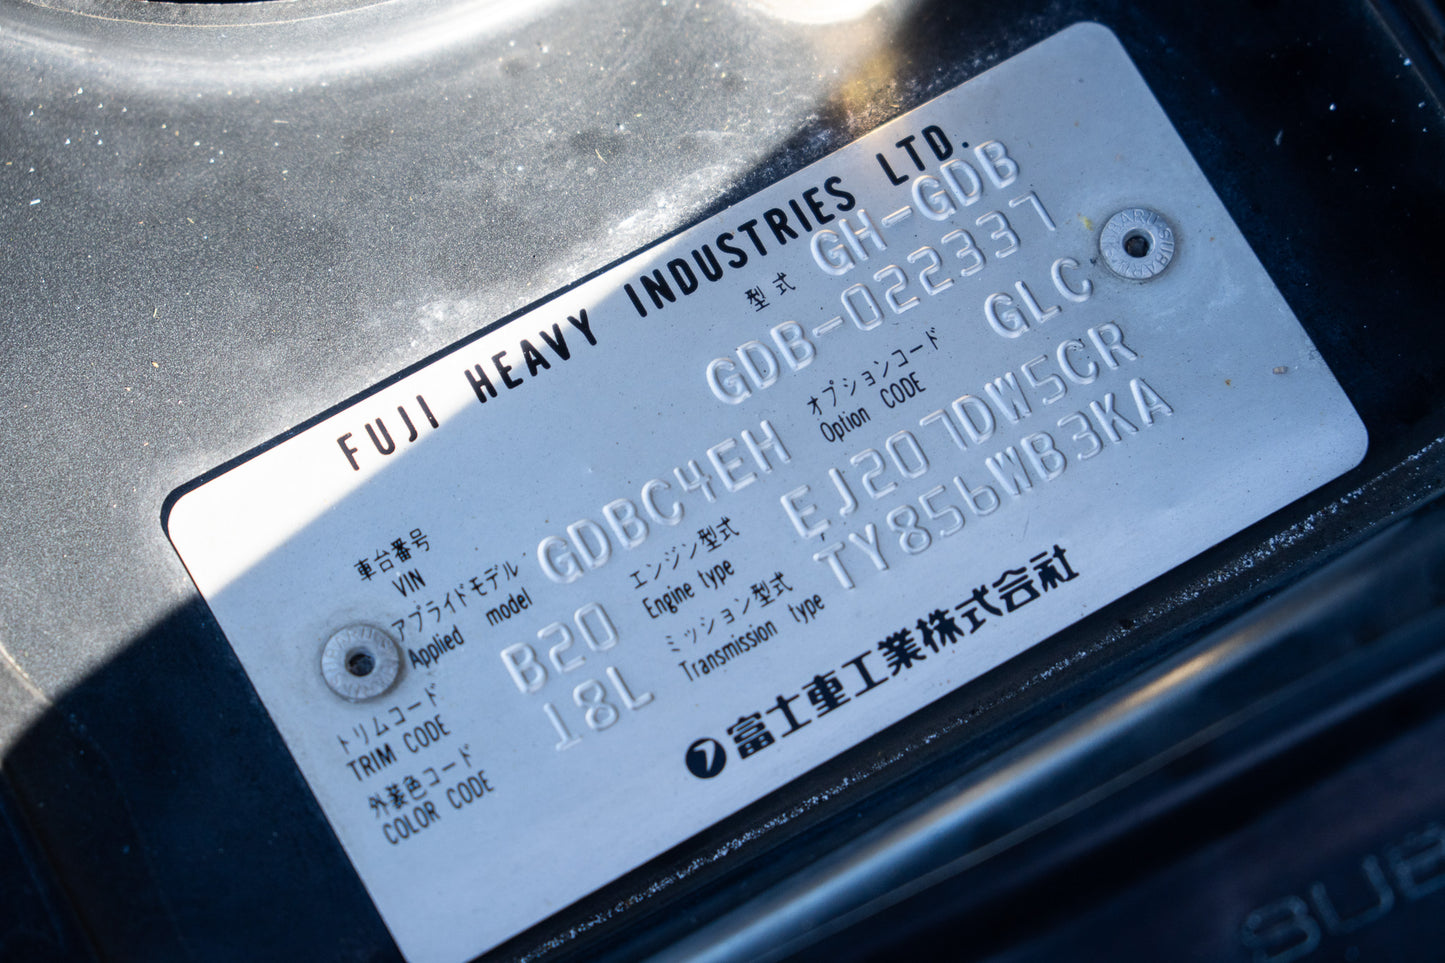 FUJI HEAVY INDUSTRIES LTD.
型式 GH-GDB
車台番号
VIN GDB-022337
アプライドモデル
Applied model GDBC4EH
オプションコード
Option CODE GLC
トリムコード
TRIM CODE B20
エンジン型式
Engine type EJ207DW5CR
外装色コード
COLOR CODE 18L
ミッション型式
Transmission type TY856WB3KA
富士重工業株式会社
SUBARU